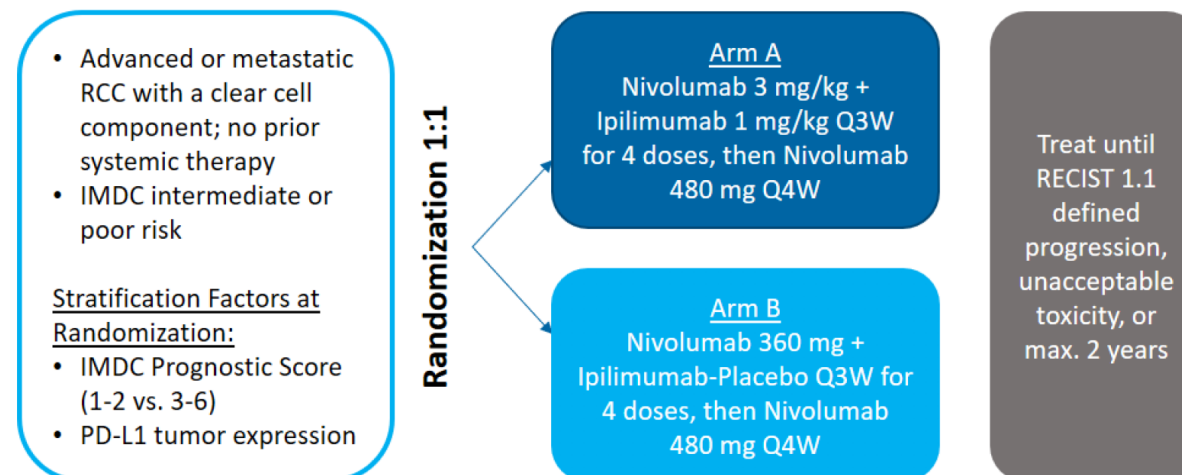 • Advanced or metastatic
RCC with a clear cell
component; no prior
systemic therapy
• IMDC intermediate or
poor risk
Stratification Factors at
Randomization:
• IMDC Prognostic Score
(1-2 vs. 3-6)
• PD-L1 tumor expression
Randomization 1:1
Arm A
Nivolumab 3 mg/kg +
Ipilimumab 1 mg/kg Q3W
for 4 doses, then Nivolumab
480 mg Q4W
Arm B
Nivolumab 360 mg +
Ipilimumab-Placebo Q3W for
4 doses, then Nivolumab
480 mg Q4W
Treat until
RECIST 1.1
defined
progression,
unacceptable
toxicity, or
max. 2 years